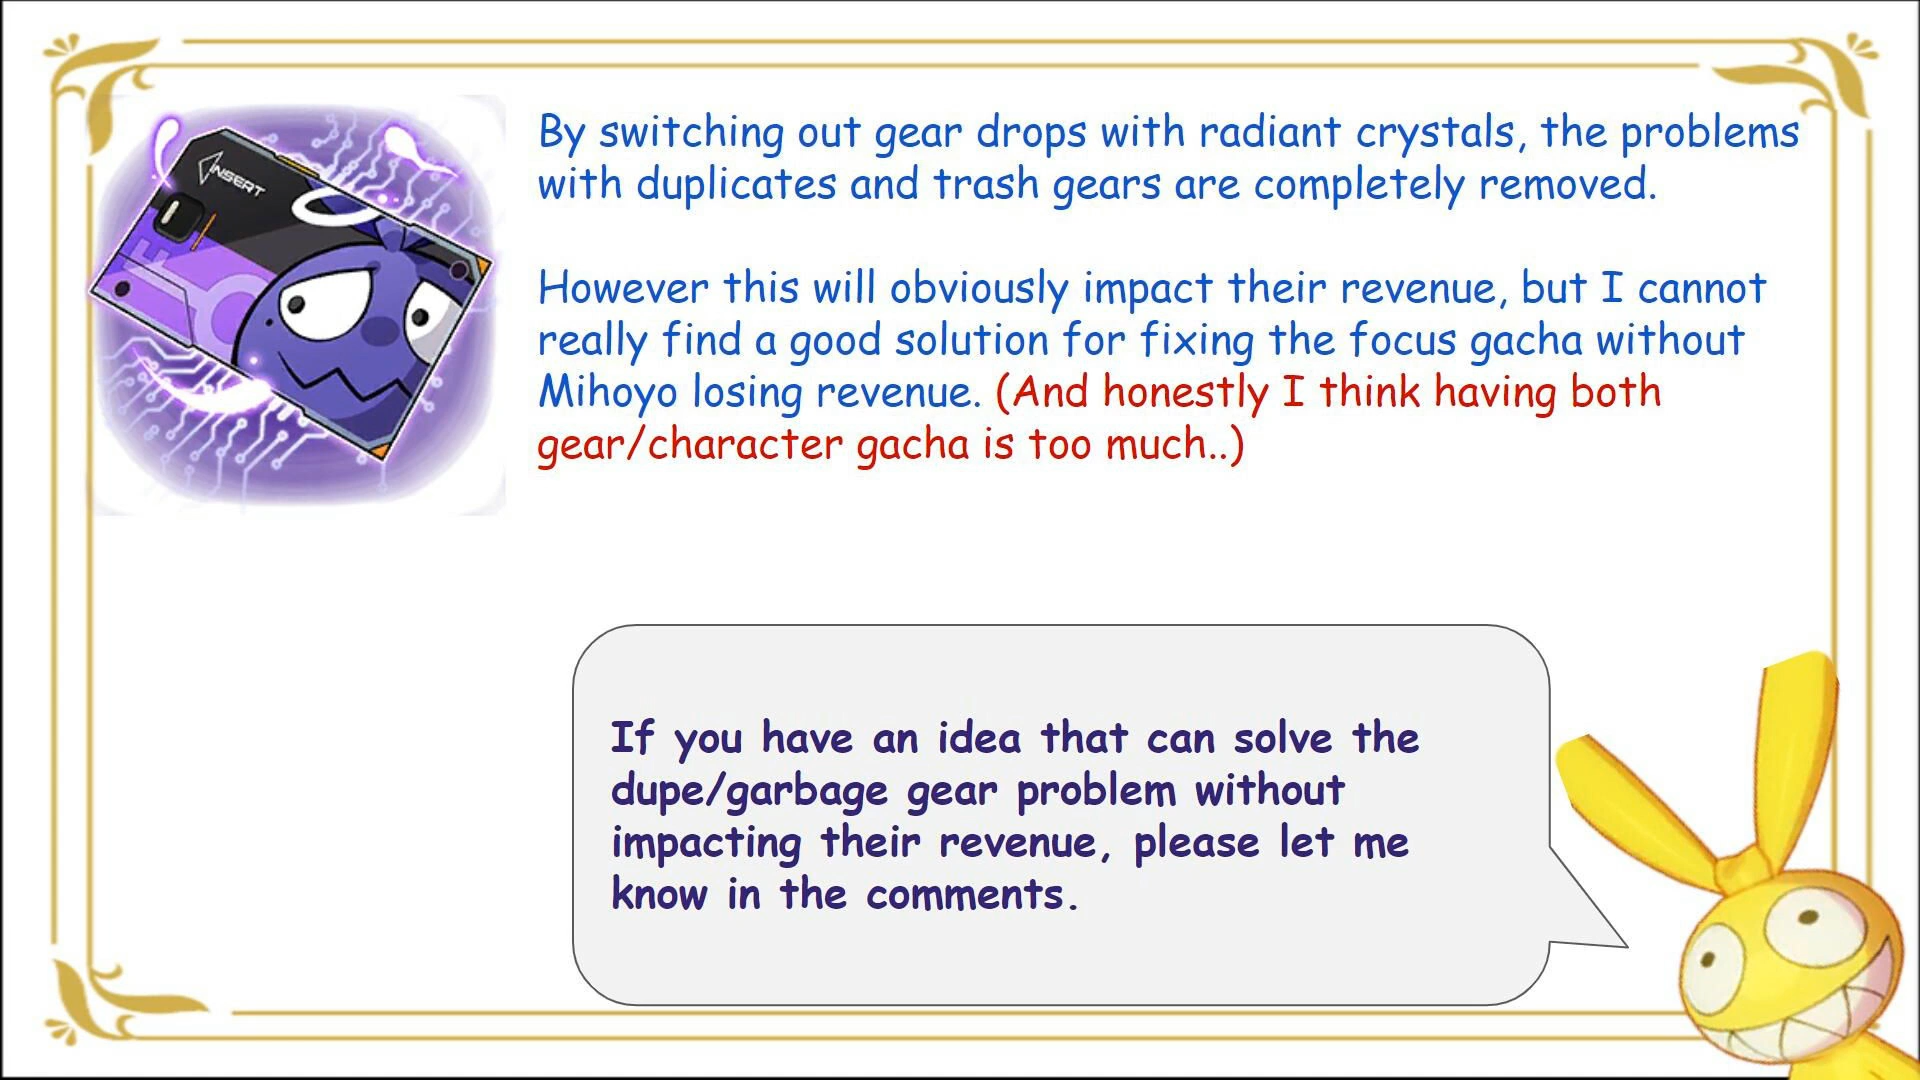 INSERT
By switching out gear drops with radiant crystals, the problems
with duplicates and trash gears are completely removed.
However this will obviously impact their revenue, but I cannot
really find a good solution for fixing the focus gacha without
Mihoyo losing revenue. (And honestly I think having both
gear/character gacha is too much..)
If you have an idea that can solve the
dupe/garbage gear problem without
impacting their revenue, please let me
know in the comments.